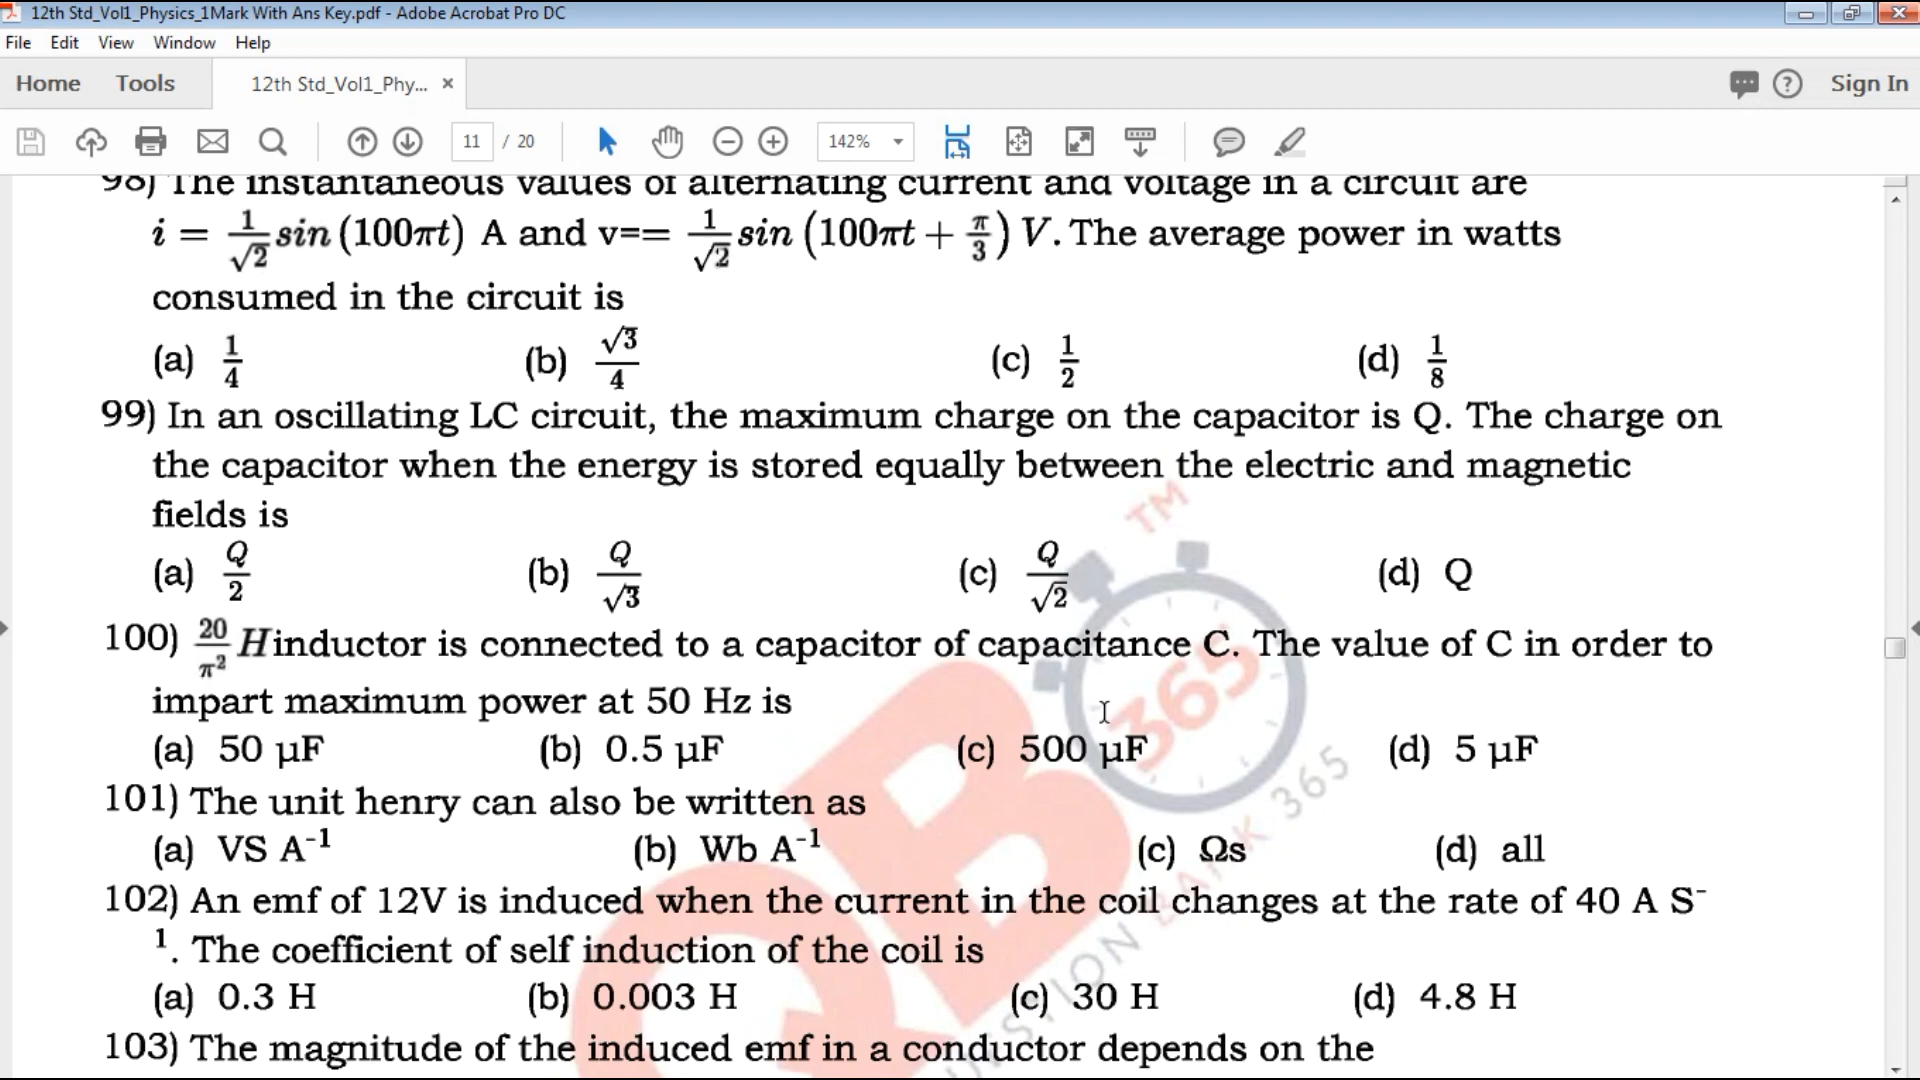 12th Std_Vol1_Physics_1Mark With Ans Key.pdf - Adobe Acrobat Pro DC
File Edit View Window Help
Home Tools 12th Std_Vol1_Phy... × Sign In
11 / 20 142%
98) The instantaneous values of alternating current and voltage in a circuit are
i = 1/√2 sin (100πt) A and v== 1/√2 sin (100πt + π/3) V. The average power in watts
consumed in the circuit is
(a) 1/4 (b) √3/4 (c) 1/2 (d) 1/8
99) In an oscillating LC circuit, the maximum charge on the capacitor is Q. The charge on
the capacitor when the energy is stored equally between the electric and magnetic
fields is
(a) Q/2 (b) Q/√3 (c) Q/√2 (d) Q
100) 20/π² Hinductor is connected to a capacitor of capacitance C. The value of C in order to
impart maximum power at 50 Hz is
(a) 50 µF (b) 0.5 µF (c) 500 µF (d) 5 µF
101) The unit henry can also be written as
(a) VS A⁻¹ (b) Wb A⁻¹ (c) Ωs (d) all
102) An emf of 12V is induced when the current in the coil changes at the rate of 40 A S⁻
¹. The coefficient of self induction of the coil is
(a) 0.3 H (b) 0.003 H (c) 30 H (d) 4.8 H
103) The magnitude of the induced emf in a conductor depends on the
QB
365
TM
QUESTION BANK 365